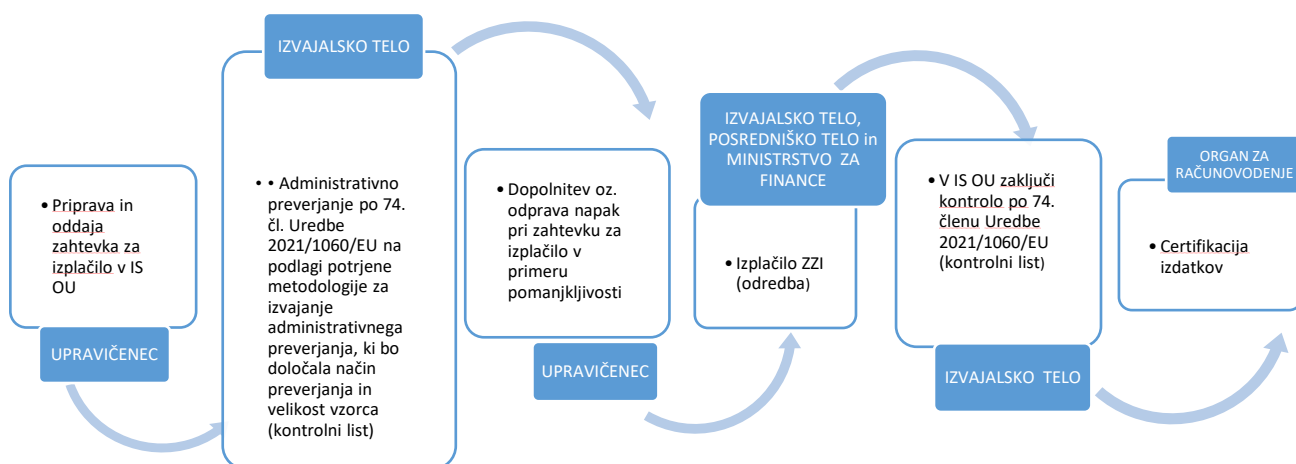 • Priprava in
oddaja
zahtevka za
izplačilo v IS
OU
UPRAVIČENEC
IZVAJALSKO TELO
• • Administrativno
preverjanje po 74.
čl. Uredbe
2021/1060/EU na
podlagi potrjene
metodologije za
izvajanje
administrativnega
preverjanja, ki bo
določala način
preverjanja in
velikost vzorca
(kontrolni list)
• Dopolnitev oz.
odprava napak
pri zahtevku za
izplačilo v
primeru
pomanjkljivosti
UPRAVIČENEC
IZVAJALSKO TELO,
POSREDNIŠKO TELO in
MINISTRSTVO ZA
FINANCE
• Izplačilo ZZI
(odredba)
• V IS OU zaključi
kontrolo po 74.
členu Uredbe
2021/1060/EU
(kontrolni list)
IZVAJALSKO TELO
ORGAN ZA
RAČUNOVODENJE
• Certifikacija
izdatkov